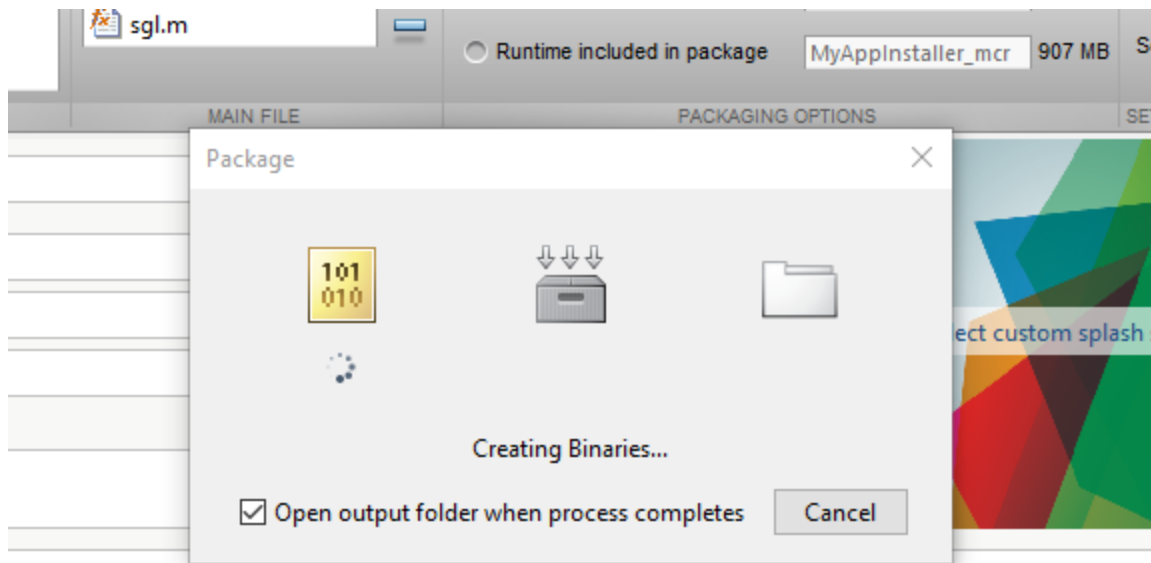 sgl.m
Runtime included in package
MyAppInstaller_mcr
907 MB
MAIN FILE
PACKAGING OPTIONS
Package
101
010
ect custom splash
Creating Binaries...
Open output folder when process completes
Cancel